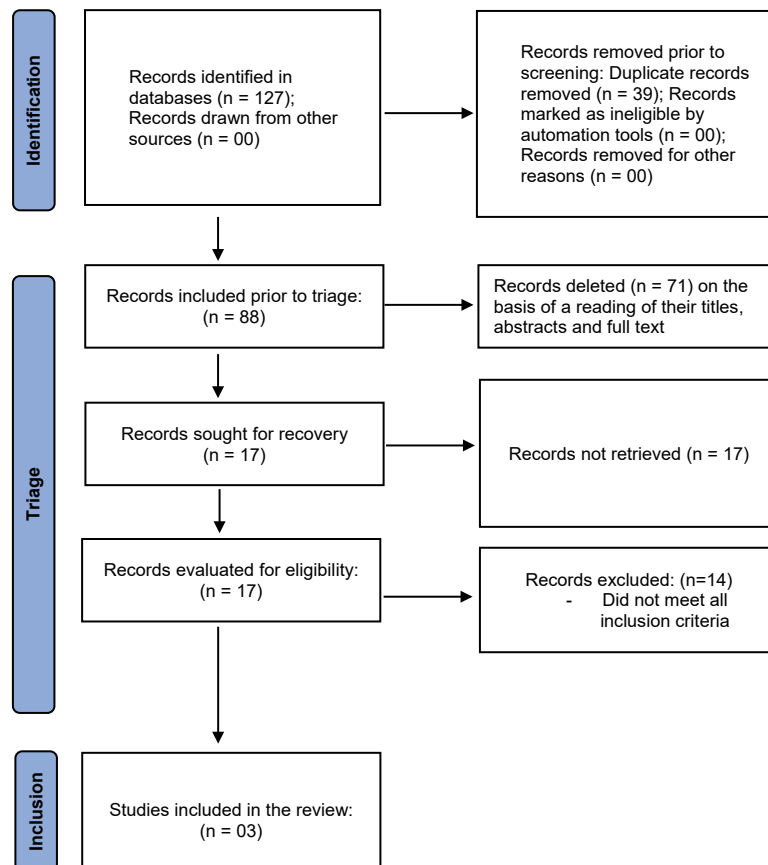 Identification
Records identified in
databases (n = 127);
Records drawn from other
sources (n = 00)
Records removed prior to
screening: Duplicate records
removed (n = 39); Records
marked as ineligible by
automation tools (n = 00);
Records removed for other
reasons (n = 00)
Triage
Records included prior to triage:
(n = 88)
Records deleted (n = 71) on the
basis of a reading of their titles,
abstracts and full text
Records sought for recovery
(n = 17)
Records not retrieved (n = 17)
Records evaluated for eligibility:
(n = 17)
Records excluded: (n=14)
- Did not meet all
inclusion criteria
Inclusion
Studies included in the review:
(n = 03)